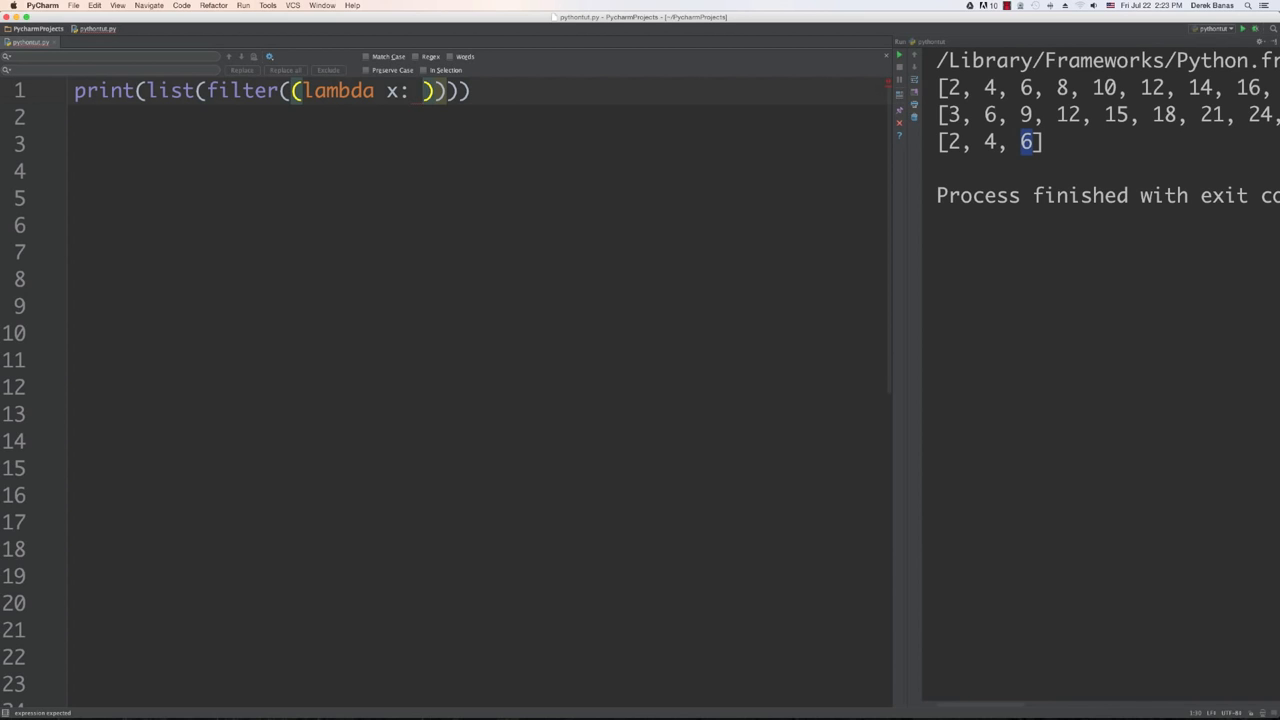 PyCharm File Edit View Navigate Code Refactor Run Tools VCS Window Help 10 Fri Jul 22 2:23 PM Derek Banas
pythontut.py - PycharmProjects - [~/PycharmProjects]
PycharmProjects pythontut.py pythontut
pythontut.py Run pythontut
Match Case Regex Words
Replace Replace all Exclude Preserve Case In Selection
1 print(list(filter((lambda x: ))))
2
3
4
5
6
7
8
9
10
11
12
13
14
15
16
17
18
19
20
21
22
23
/Library/Frameworks/Python.fr
[2, 4, 6, 8, 10, 12, 14, 16,
[3, 6, 9, 12, 15, 18, 21, 24,
[2, 4, 6]
Process finished with exit co
expression expected 1:30 LF÷ UTF-8÷